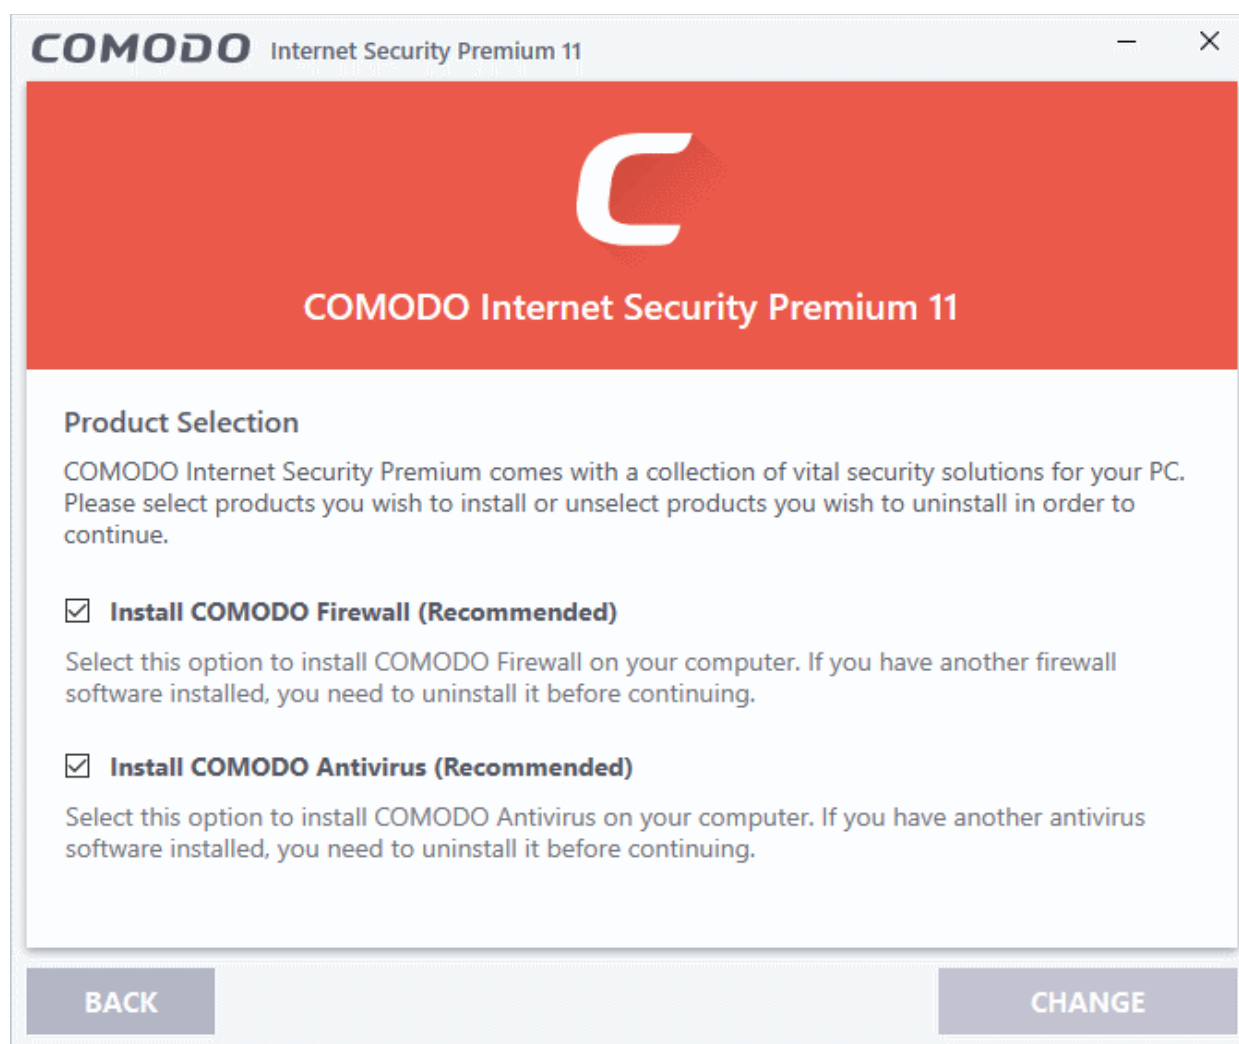 COMODO Internet Security Premium 11
COMODO Internet Security Premium 11
Product Selection
COMODO Internet Security Premium comes with a collection of vital security solutions for your PC.
Please select products you wish to install or unselect products you wish to uninstall in order to
continue.
Install COMODO Firewall (Recommended)
Select this option to install COMODO Firewall on your computer. If you have another firewall
software installed, you need to uninstall it before continuing.
Install COMODO Antivirus (Recommended)
Select this option to install COMODO Antivirus on your computer. If you have another antivirus
software installed, you need to uninstall it before continuing.
BACK
CHANGE